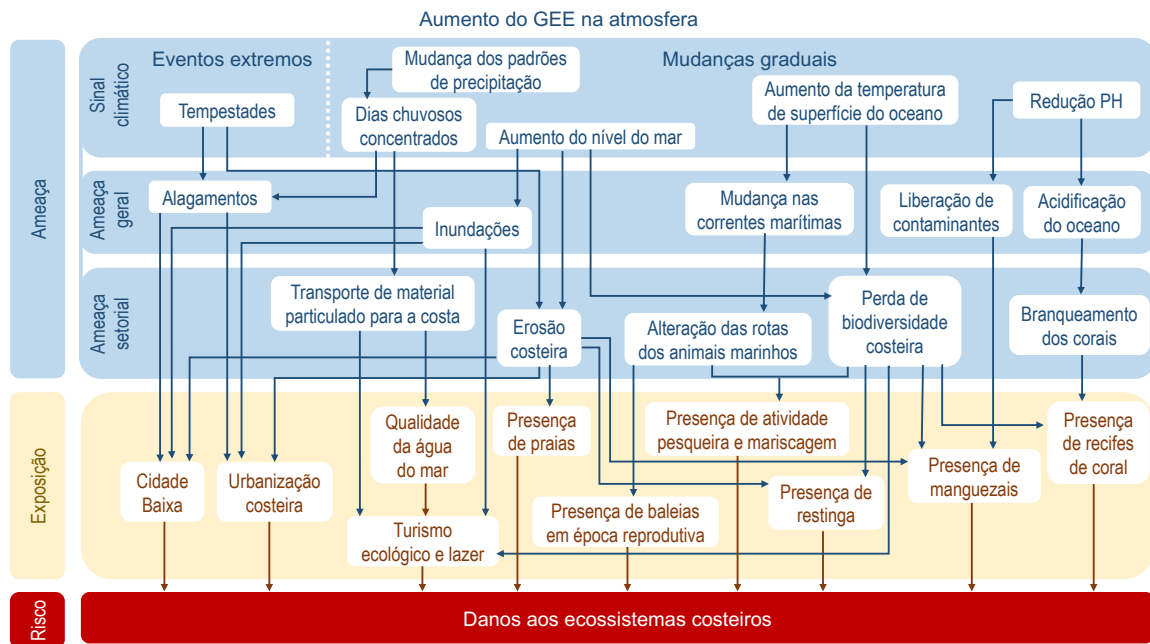 Aumento do GEE na atmosfera
Ameaça
Sinal
climático
Eventos extremos
Mudanças graduais
Mudança dos padrões
de precipitação
Tempestades
Dias chuvosos
concentrados
Aumento do nível do mar
Aumento da temperatura
de superfície do oceano
Redução PH
Ameaça
geral
Alagamentos
Inundações
Mudança nas
correntes marítimas
Liberação de
contaminantes
Acidificação
do oceano
Ameaça
setorial
Transporte de material
particulado para a costa
Erosão
costeira
Alteração das rotas
dos animais marinhos
Perda de
biodiversidade
costeira
Branqueamento
dos corais
Exposição
Cidade
Baixa
Urbanização
costeira
Qualidade
da água
do mar
Turismo
ecológico e lazer
Presença
de praias
Presença de baleias
em época reprodutiva
Presença de atividade
pesqueira e mariscagem
Presença de
restinga
Presença de
manguezais
Presença
de recifes
de coral
Risco
Danos aos ecossistemas costeiros